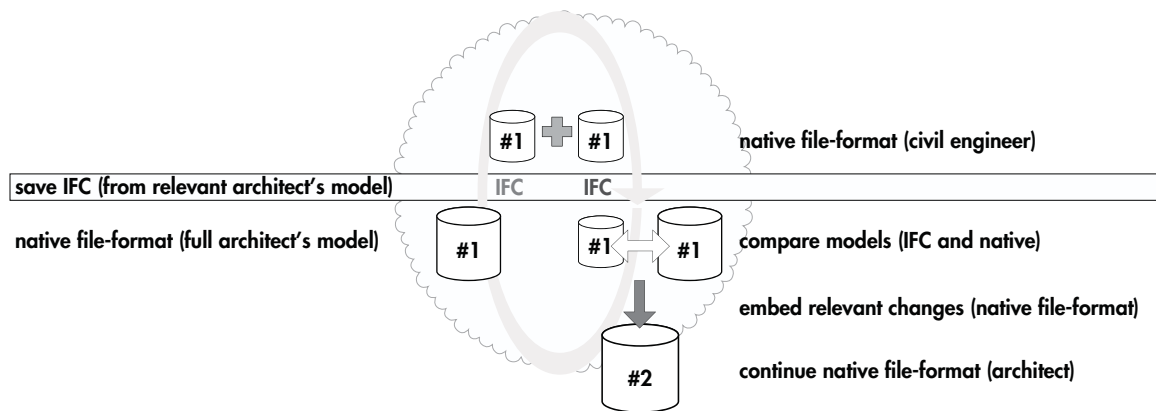 #1 #1 native file-format (civil engineer)
save IFC (from relevant architect's model) IFC IFC
native file-format (full architect's model) #1 #1 #1 compare models (IFC and native)
embed relevant changes (native file-format)
#2 continue native file-format (architect)